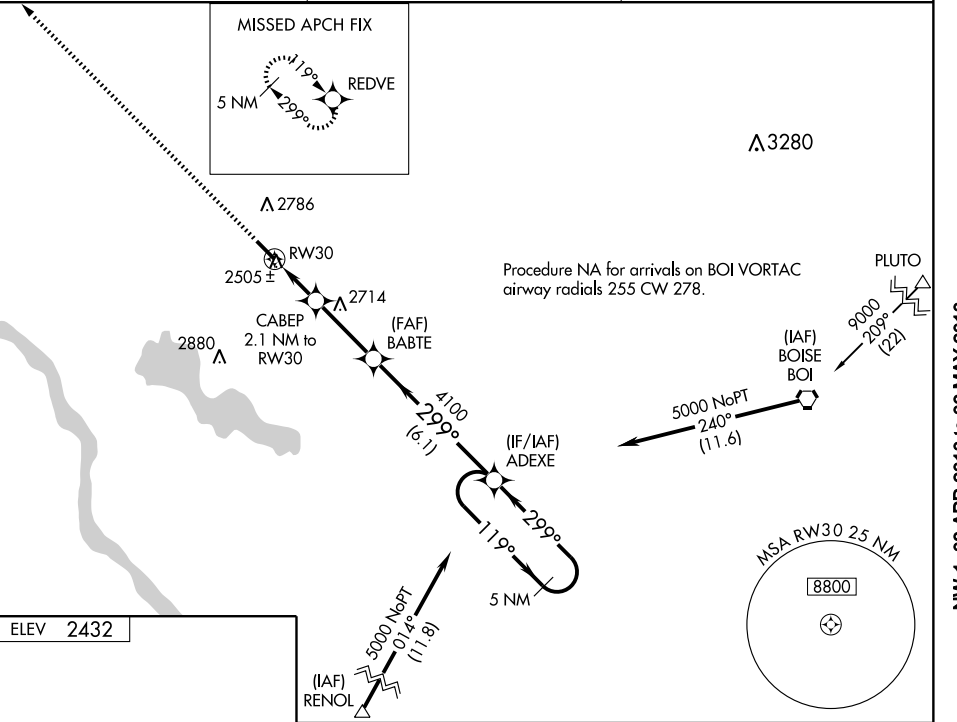 MISSED APCH FIX
119°
REDVE
5 NM
299°
3280
2786
RW30
2505 ±
Procedure NA for arrivals on BOI VORTAC
airway radials 255 CW 278.
PLUTO
9000
209°
(22)
2714
CABEP
2.1 NM to
RW30
(FAF)
BABTE
2880
(IAF)
BOISE
BOI
4100
299°
(6.1)
5000 NoPT
240°
(11.6)
(IF/IAF)
ADEXE
299°
119°
5 NM
MSA RW30 25 NM
8800
5000 NoPT
014°
(11.8)
ELEV 2432
(IAF)
RENOL